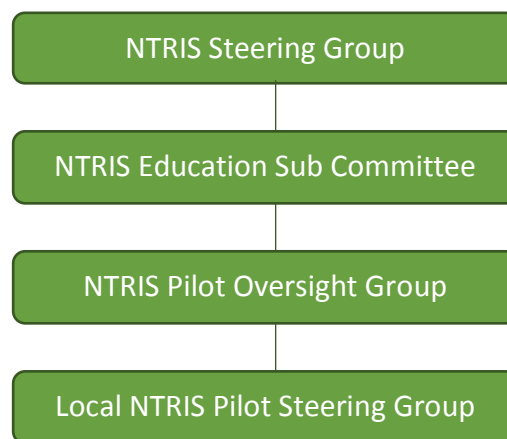 NTRIS Steering Group
NTRIS Education Sub Committee
NTRIS Pilot Oversight Group
Local NTRIS Pilot Steering Group